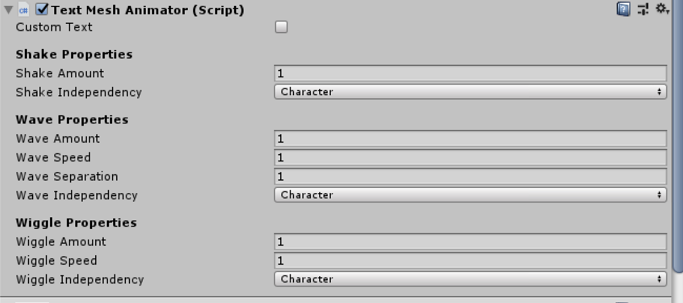 Text Mesh Animator (Script)
Custom Text
Shake Properties
Shake Amount 1
Shake Independency Character
Wave Properties
Wave Amount 1
Wave Speed 1
Wave Separation 1
Wave Independency Character
Wiggle Properties
Wiggle Amount 1
Wiggle Speed 1
Wiggle Independency Character